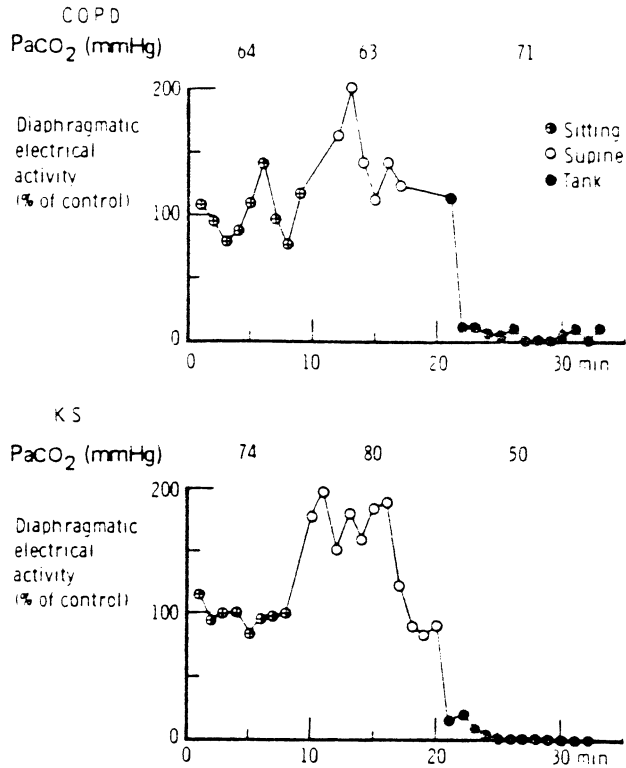 COPD
PaCO2 (mmHg) 64 63 71
200
Diaphragmatic
electrical
activity
(% of control)
Sitting
Supine
Tank
100
0
0 10 20 30 min
KS
PaCO2 (mmHg) 74 80 50
200
Diaphragmatic
electrical
activity
(% of control)
100
0
0 10 20 30 min